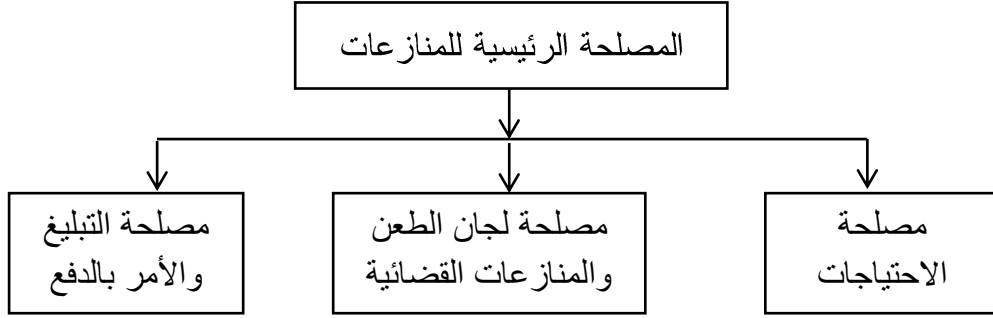 المصلحة الرئيسية للمنازعات
مصلحة
الاحتياجات
مصلحة لجان الطعن
والمنازعات القضائية
مصلحة التبليغ
والأمر بالدفع